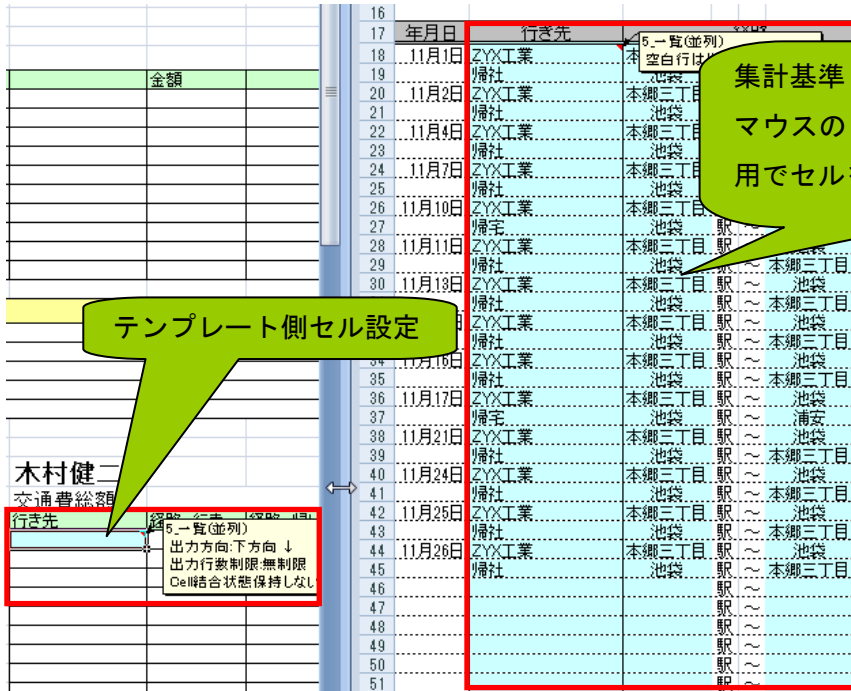 金額
テンプレート側セル設定
木村健二
交通費総額
行き先
5_一覧(並列)
出力方向:下方向 ↓
出力行数制限:無制限
Cell結合状態保持しない
16
17 年月日 行き先
5_一覧(並列)
空白行は
集計基準
マウスの
用でセル
18 11月1日 ZYX工業
19 帰社 池袋
20 11月2日 ZYX工業 本郷三丁目
21 帰社 池袋
22 11月4日 ZYX工業 本郷三丁目
23 帰社 池袋
24 11月7日 ZYX工業 本郷三丁目
25 帰社 池袋
26 11月10日 ZYX工業 本郷三丁目
27 帰宅 池袋 駅 ~
28 11月11日 ZYX工業 本郷三丁目 駅 ~ 池袋
29 帰社 池袋 駅 ~ 本郷三丁目
30 11月13日 ZYX工業 本郷三丁目 駅 ~ 池袋
帰社 池袋 駅 ~ 本郷三丁目
ZYX工業 本郷三丁目 駅 ~ 池袋
帰社 池袋 駅 ~ 本郷三丁目
34 11月16日 ZYX工業 本郷三丁目 駅 ~ 池袋
35 帰社 池袋 駅 ~ 本郷三丁目
36 11月17日 ZYX工業 本郷三丁目 駅 ~ 池袋
37 帰宅 池袋 駅 ~ 浦安
38 11月21日 ZYX工業 本郷三丁目 駅 ~ 池袋
39 帰社 池袋 駅 ~ 本郷三丁目
40 11月24日 ZYX工業 本郷三丁目 駅 ~ 池袋
41 帰社 池袋 駅 ~ 本郷三丁目
42 11月25日 ZYX工業 本郷三丁目 駅 ~ 池袋
43 帰社 池袋 駅 ~ 本郷三丁目
44 11月26日 ZYX工業 本郷三丁目 駅 ~ 池袋
45 帰社 池袋 駅 ~ 本郷三丁目
46 駅 ~
47 駅 ~
48 駅 ~
49 駅 ~
50 駅 ~
51 駅 ~